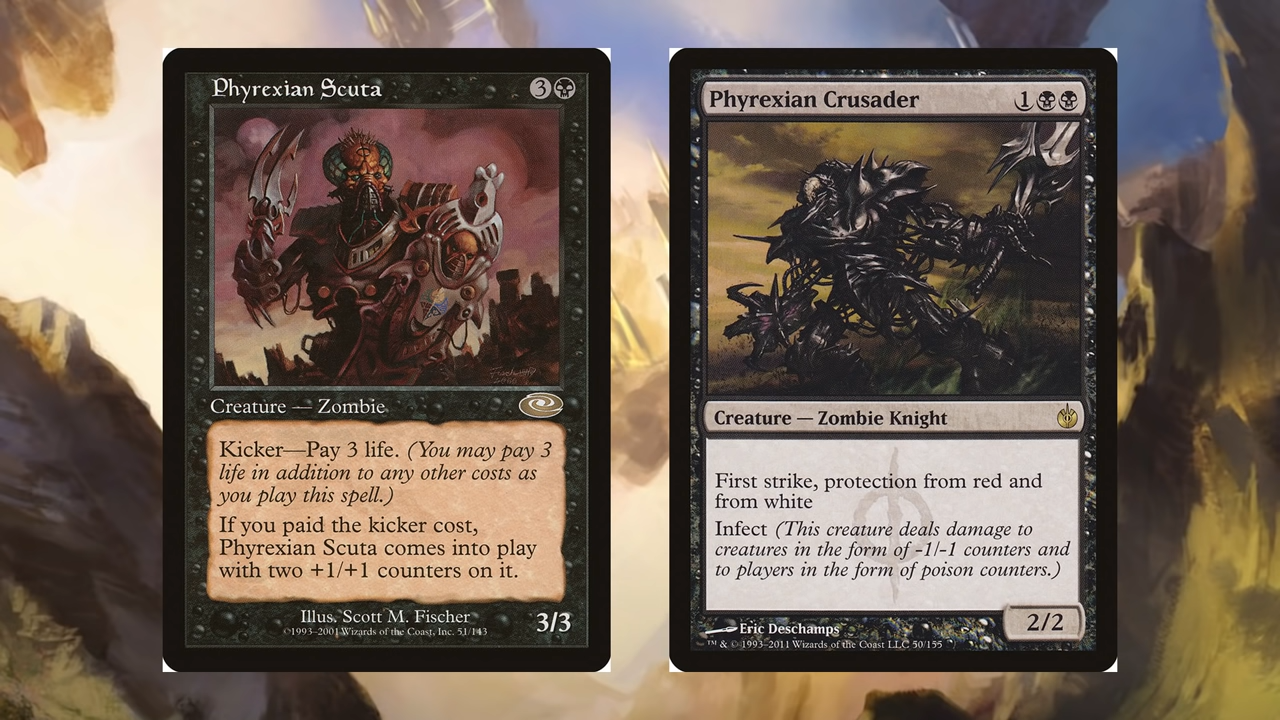 Phyrexian Scuta 3
Creature — Zombie
Kicker—Pay 3 life. (You may pay 3
life in addition to any other costs as
you play this spell.)
If you paid the kicker cost,
Phyrexian Scuta comes into play
with two +1/+1 counters on it.
Illus. Scott M. Fischer
©1993–2001 Wizards of the Coast, Inc. 51/143
3/3
Phyrexian Crusader 1
Creature — Zombie Knight
First strike, protection from red and
from white
Infect (This creature deals damage to
creatures in the form of -1/-1 counters and
to players in the form of poison counters.)
2/2
Eric Deschamps
™ & © 1993–2011 Wizards of the Coast LLC 50/155